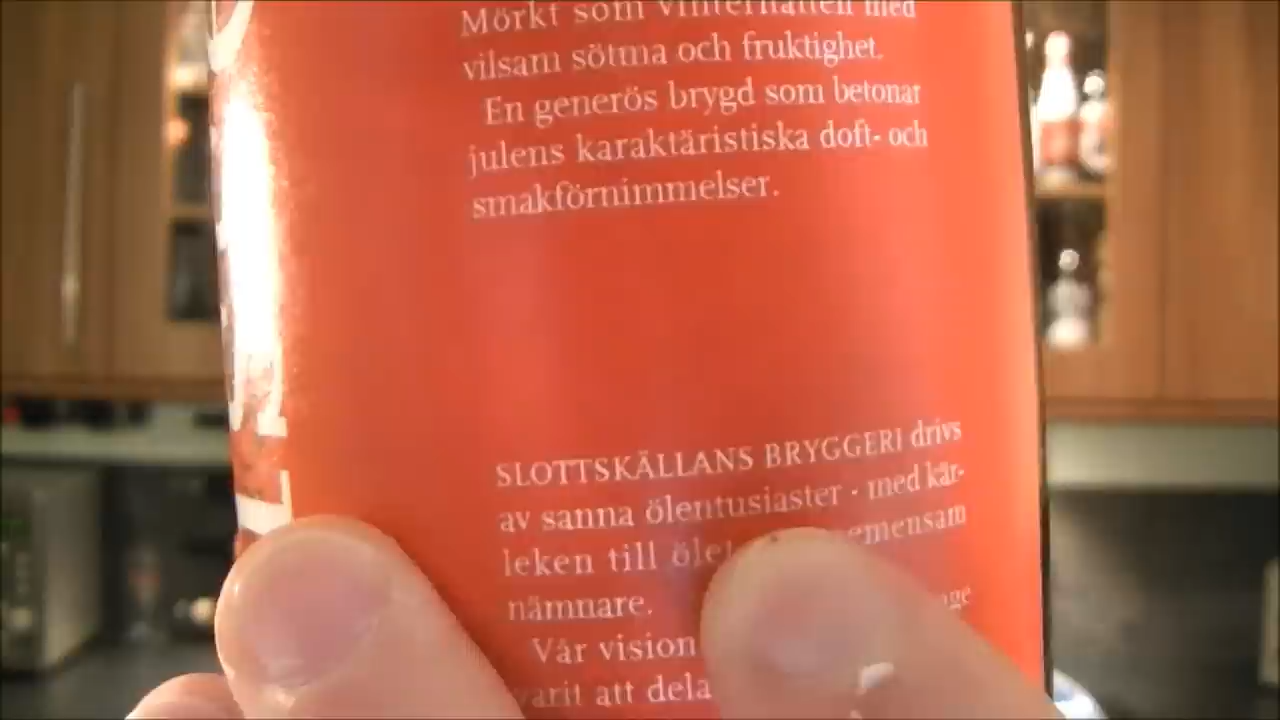 Mörkt som vinternatten med
vilsam sötma och fruktighet.
En generös brygd som betonar
julens karaktäristiska doft- och
smakförnimmelser.
SLOTTSKÄLLANS BRYGGERI drivs
av sanna ölentusiaster - med kär-
leken till ölet
nämnare.
Vår vision
varit att dela